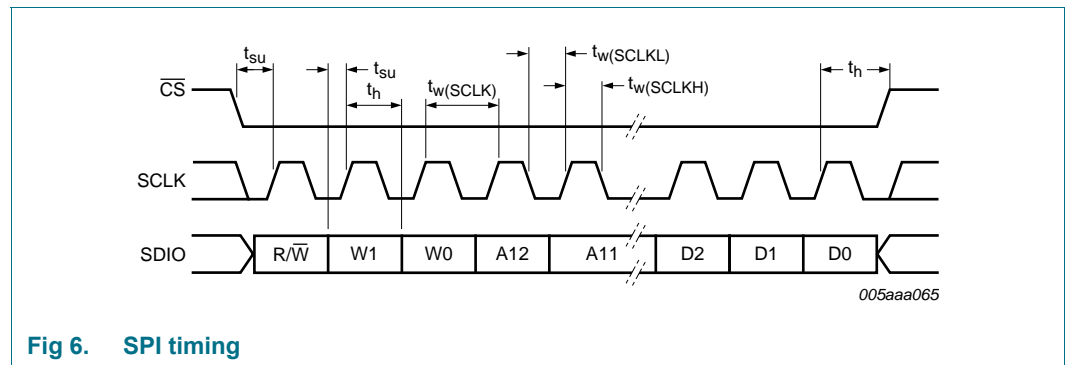 tsu
tsu
th
tw(SCLK)
tw(SCLKL)
tw(SCLKH)
th
CS
SCLK
SDIO
R/W
W1
W0
A12
A11
D2
D1
D0
005aaa065
Fig 6. SPI timing